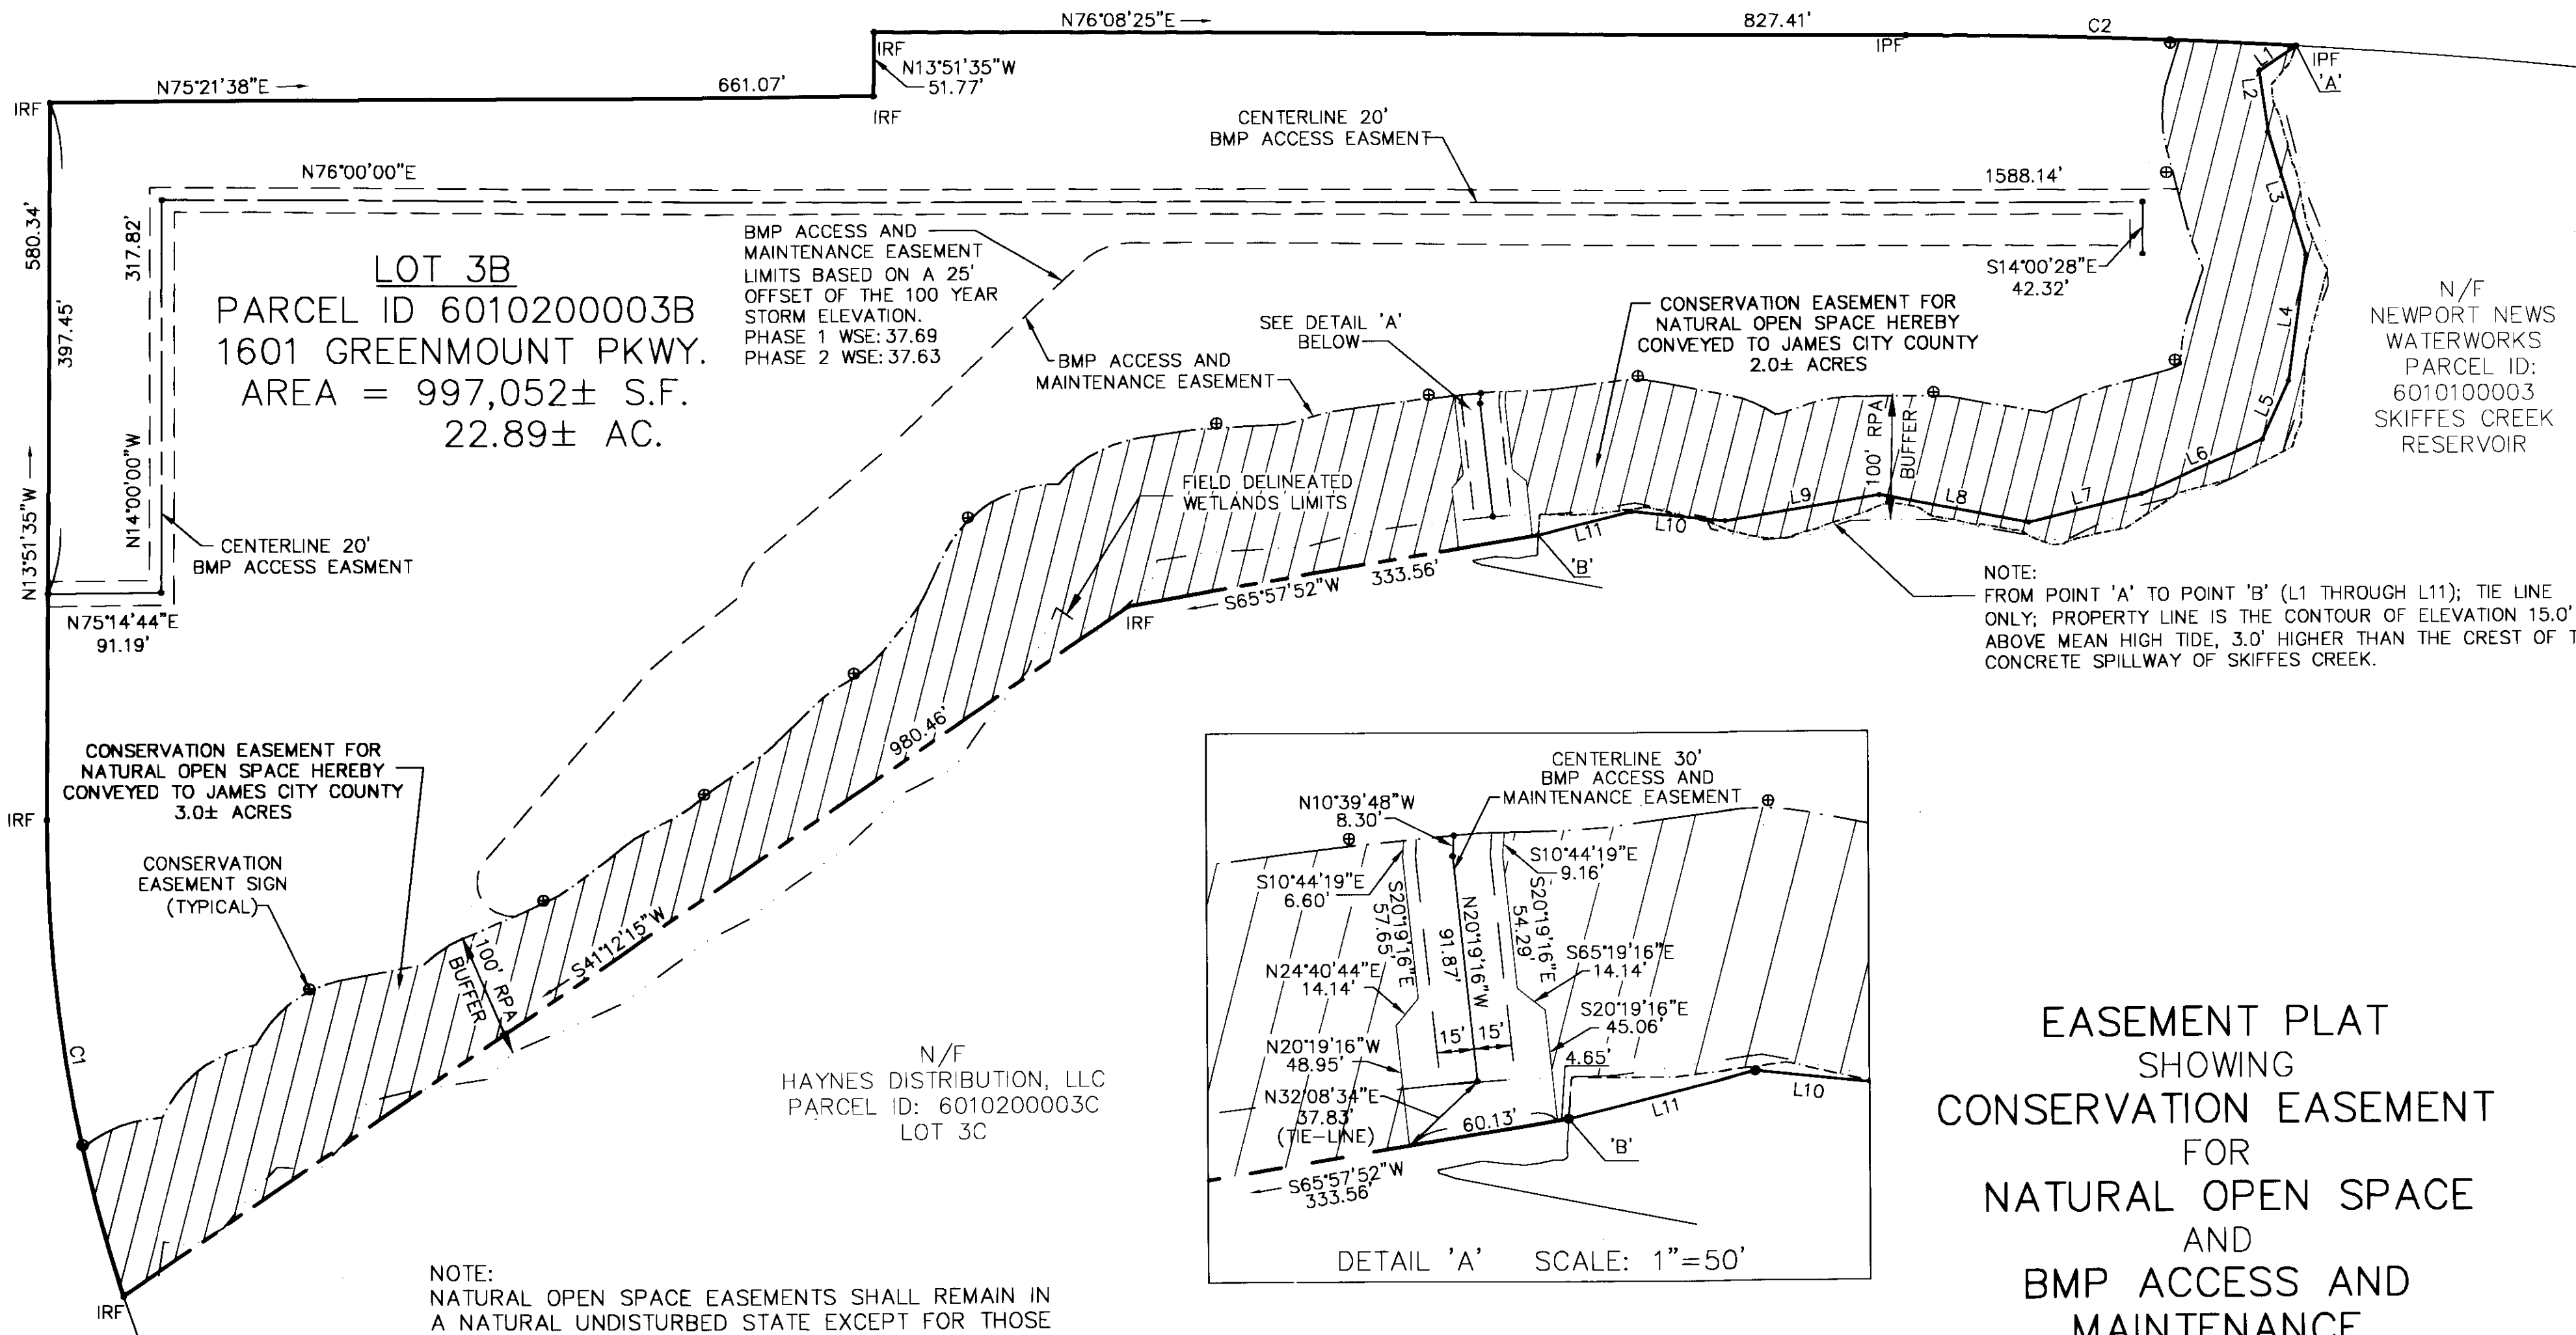 N76°08'25"E
827.41'
C2
IRF
N13°51'35"W
51.77'
IRF
IPF
L1
IPF
'A'
N75°21'38"E
661.07'
IRF
L2
CENTERLINE 20'
BMP ACCESS EASMENT
N76°00'00"E
1588.14'
L3
580.34'
317.82'
LOT 3B
PARCEL ID 6010200003B
1601 GREENMOUNT PKWY.
AREA = 997,052± S.F.
22.89± AC.
BMP ACCESS AND
MAINTENANCE EASEMENT
LIMITS BASED ON A 25'
OFFSET OF THE 100 YEAR
STORM ELEVATION.
PHASE 1 WSE: 37.69
PHASE 2 WSE: 37.63
S14°00'28"E
42.32'
N/F
NEWPORT NEWS
WATERWORKS
PARCEL ID:
6010100003
SKIFFES CREEK
RESERVOIR
397.45'
SEE DETAIL 'A'
BELOW
CONSERVATION EASEMENT FOR
NATURAL OPEN SPACE HEREBY
CONVEYED TO JAMES CITY COUNTY
2.0± ACRES
L4
BMP ACCESS AND
MAINTENANCE EASEMENT
L5
100' RPA
BUFFER
L6
N14°00'00"W
FIELD DELINEATED
WETLANDS LIMITS
L9
L8
L7
L10
L11
N13°51'35"W
CENTERLINE 20'
BMP ACCESS EASMENT
'B'
333.56'
S65°57'52"W
IRF
N75°14'44"E
91.19'
NOTE:
FROM POINT 'A' TO POINT 'B' (L1 THROUGH L11); TIE LINE
ONLY; PROPERTY LINE IS THE CONTOUR OF ELEVATION 15.0'
ABOVE MEAN HIGH TIDE, 3.0' HIGHER THAN THE CREST OF T
CONCRETE SPILLWAY OF SKIFFES CREEK.
980.46'
CONSERVATION EASEMENT FOR
NATURAL OPEN SPACE HEREBY
CONVEYED TO JAMES CITY COUNTY
3.0± ACRES
IRF
CONSERVATION
EASEMENT SIGN
(TYPICAL)
S41°12'15"W
100' RPA
BUFFER
C1
N/F
HAYNES DISTRIBUTION, LLC
PARCEL ID: 6010200003C
LOT 3C
CENTERLINE 30'
BMP ACCESS AND
MAINTENANCE EASEMENT
N10°39'48"W
8.30'
S10°44'19"E
9.16'
S10°44'19"E
6.60'
S20°19'16"E
57.65'
N20°19'16"W
91.87'
S20°19'16"E
54.29'
S65°19'16"E
14.14'
N24°40'44"E
14.14'
S20°19'16"E
45.06'
15'
15'
N20°19'16"W
48.95'
4.65'
N32°08'34"E
37.83'
(TIE-LINE)
60.13'
L11
L10
'B'
S65°57'52"W
333.56'
DETAIL 'A' SCALE: 1"=50'
EASEMENT PLAT
SHOWING
CONSERVATION EASEMENT
FOR
NATURAL OPEN SPACE
AND
BMP ACCESS AND
MAINTENANCE
IRF
NOTE:
NATURAL OPEN SPACE EASEMENTS SHALL REMAIN IN
A NATURAL UNDISTURBED STATE EXCEPT FOR THOSE